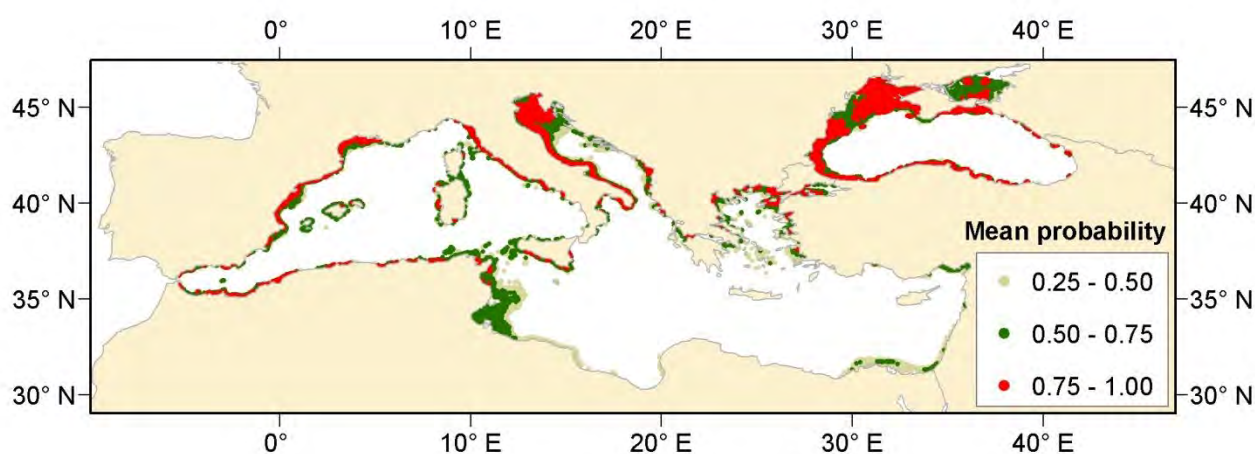 0° 10° E 20° E 30° E 40° E
45° N 45° N
40° N 40° N
Mean probability
0.25 - 0.50
35° N 35° N
0.50 - 0.75
0.75 - 1.00
30° N 30° N
0° 10° E 20° E 30° E 40° E